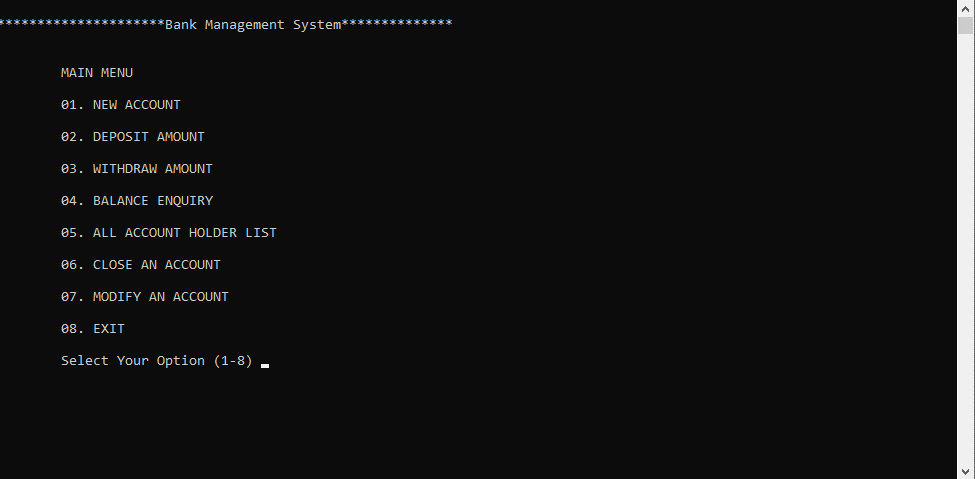 *********************Bank Management System**************
MAIN MENU
01. NEW ACCOUNT
02. DEPOSIT AMOUNT
03. WITHDRAW AMOUNT
04. BALANCE ENQUIRY
05. ALL ACCOUNT HOLDER LIST
06. CLOSE AN ACCOUNT
07. MODIFY AN ACCOUNT
08. EXIT
Select Your Option (1-8)